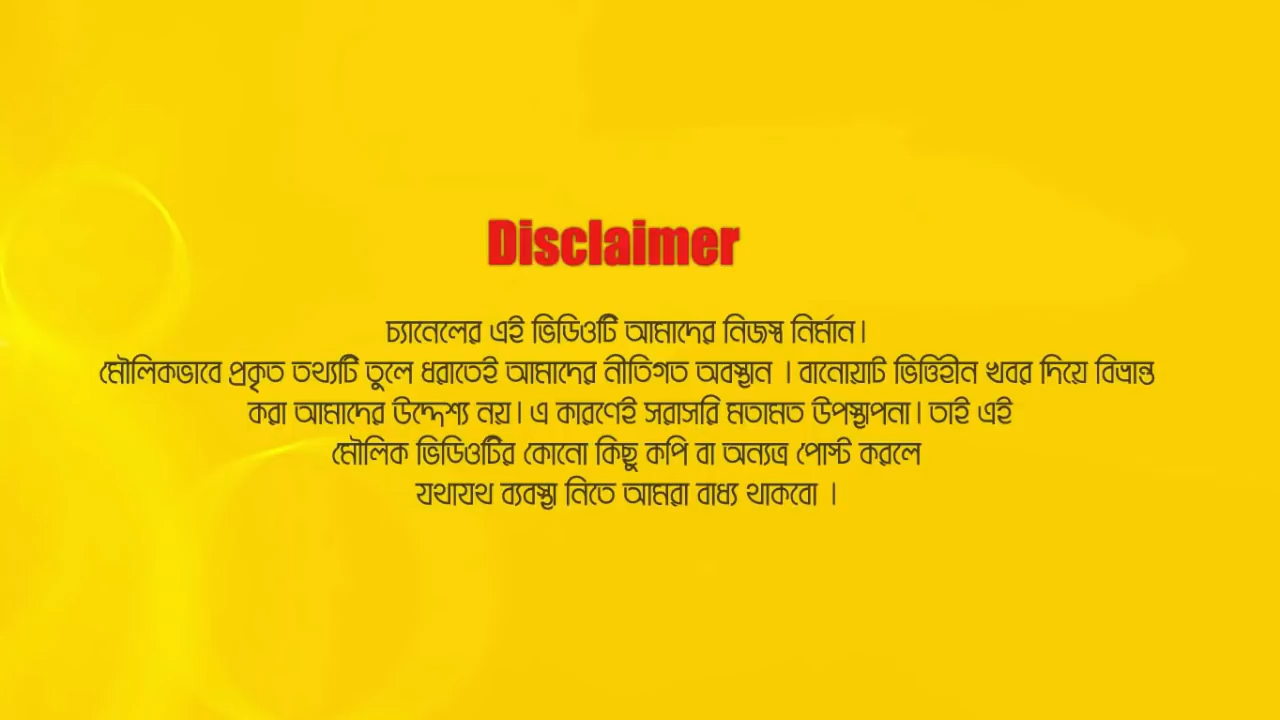 Disclaimer
চ্যানেলের এই ভিডিওটি আমাদের নিজস্ব নির্মান।
মৌলিকভাবে প্রকৃত তথ্যটি তুলে ধরাতেই আমাদের নীতিগত অবস্থান । বানোয়াট ভিত্তিহীন খবর দিয়ে বিভ্রান্ত
করা আমাদের উদ্দেশ্য নয়। এ কারণেই সরাসরি মতামত উপস্থাপনা। তাই এই
মৌলিক ভিডিওটির কোনো কিছু কপি বা অন্যত্র পোস্ট করলে
যথাযথ ব্যবস্থা নিতে আমরা বাধ্য থাকবো ।